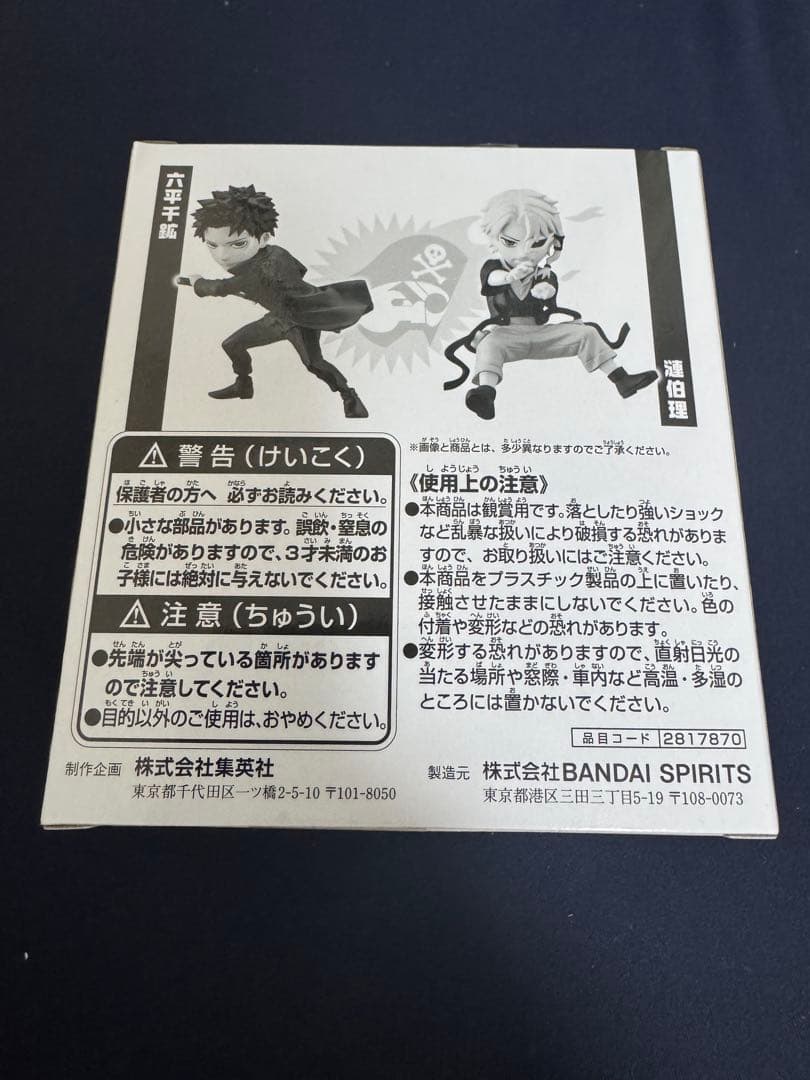 六平千鉱
漣伯理
※画像と商品とは、多少異なりますのでご了承ください。
⚠ 警告(けいこく)
保護者の方へ 必ずお読みください。
●小さな部品があります。誤飲・窒息の
危険がありますので、3才未満のお
子様には絶対に与えないでください。
⚠ 注意(ちゅうい)
●先端が尖っている箇所があります
ので注意してください。
●目的以外のご使用は、おやめください。
《使用上の注意》
●本商品は観賞用です。落としたり強いショック
など乱暴な扱いにより破損する恐れがありま
すので、お取り扱いにはご注意ください。
●本商品をプラスチック製品の上に置いたり、
接触させたままにしないでください。色の
付着や変形などの恐れがあります。
●変形する恐れがありますので、直射日光の
当たる場所や窓際・車内など高温・多湿の
ところには置かないでください。
品目コード 2817870
制作企画 株式会社集英社
東京都千代田区一ツ橋2-5-10 〒101-8050
製造元 株式会社BANDAI SPIRITS
東京都港区三田三丁目5-19 〒108-0073